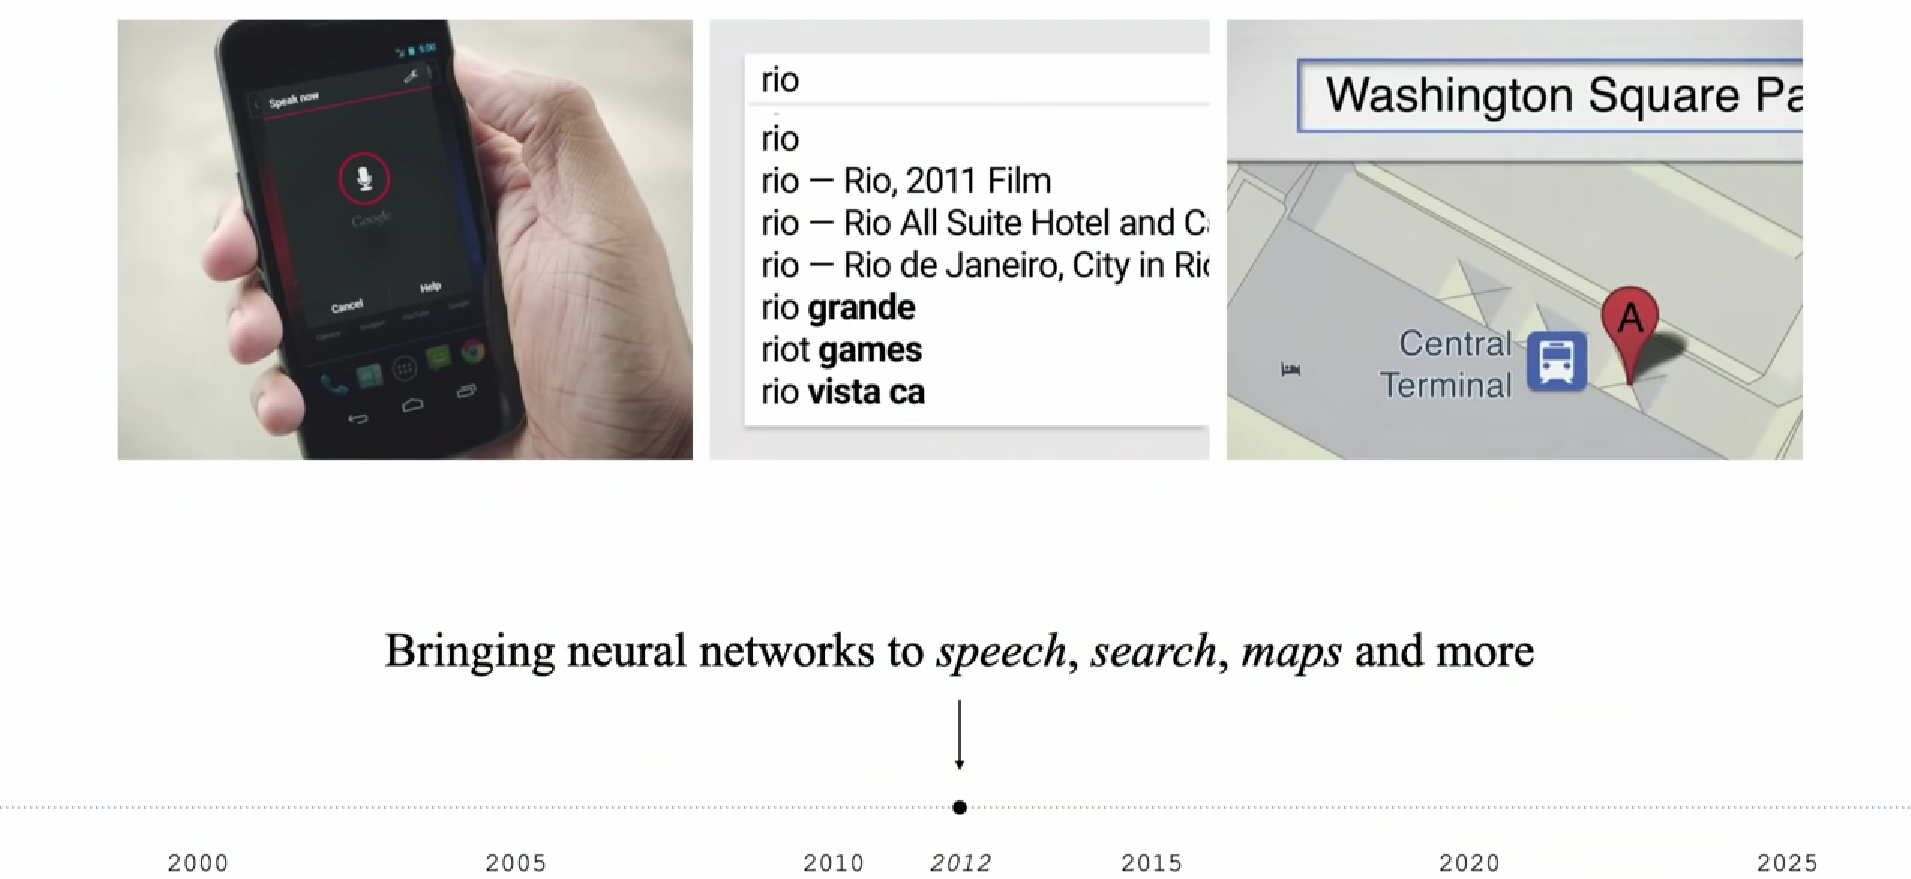 5:00
Speak now
Google
Cancel
Help
rio
rio
rio — Rio, 2011 Film
rio — Rio All Suite Hotel and
rio — Rio de Janeiro, City in
rio grande
riot games
rio vista ca
Washington Square
A
Central
Terminal
Bringing neural networks to speech, search, maps and more
2000 2005 2010 2012 2015 2020 2025